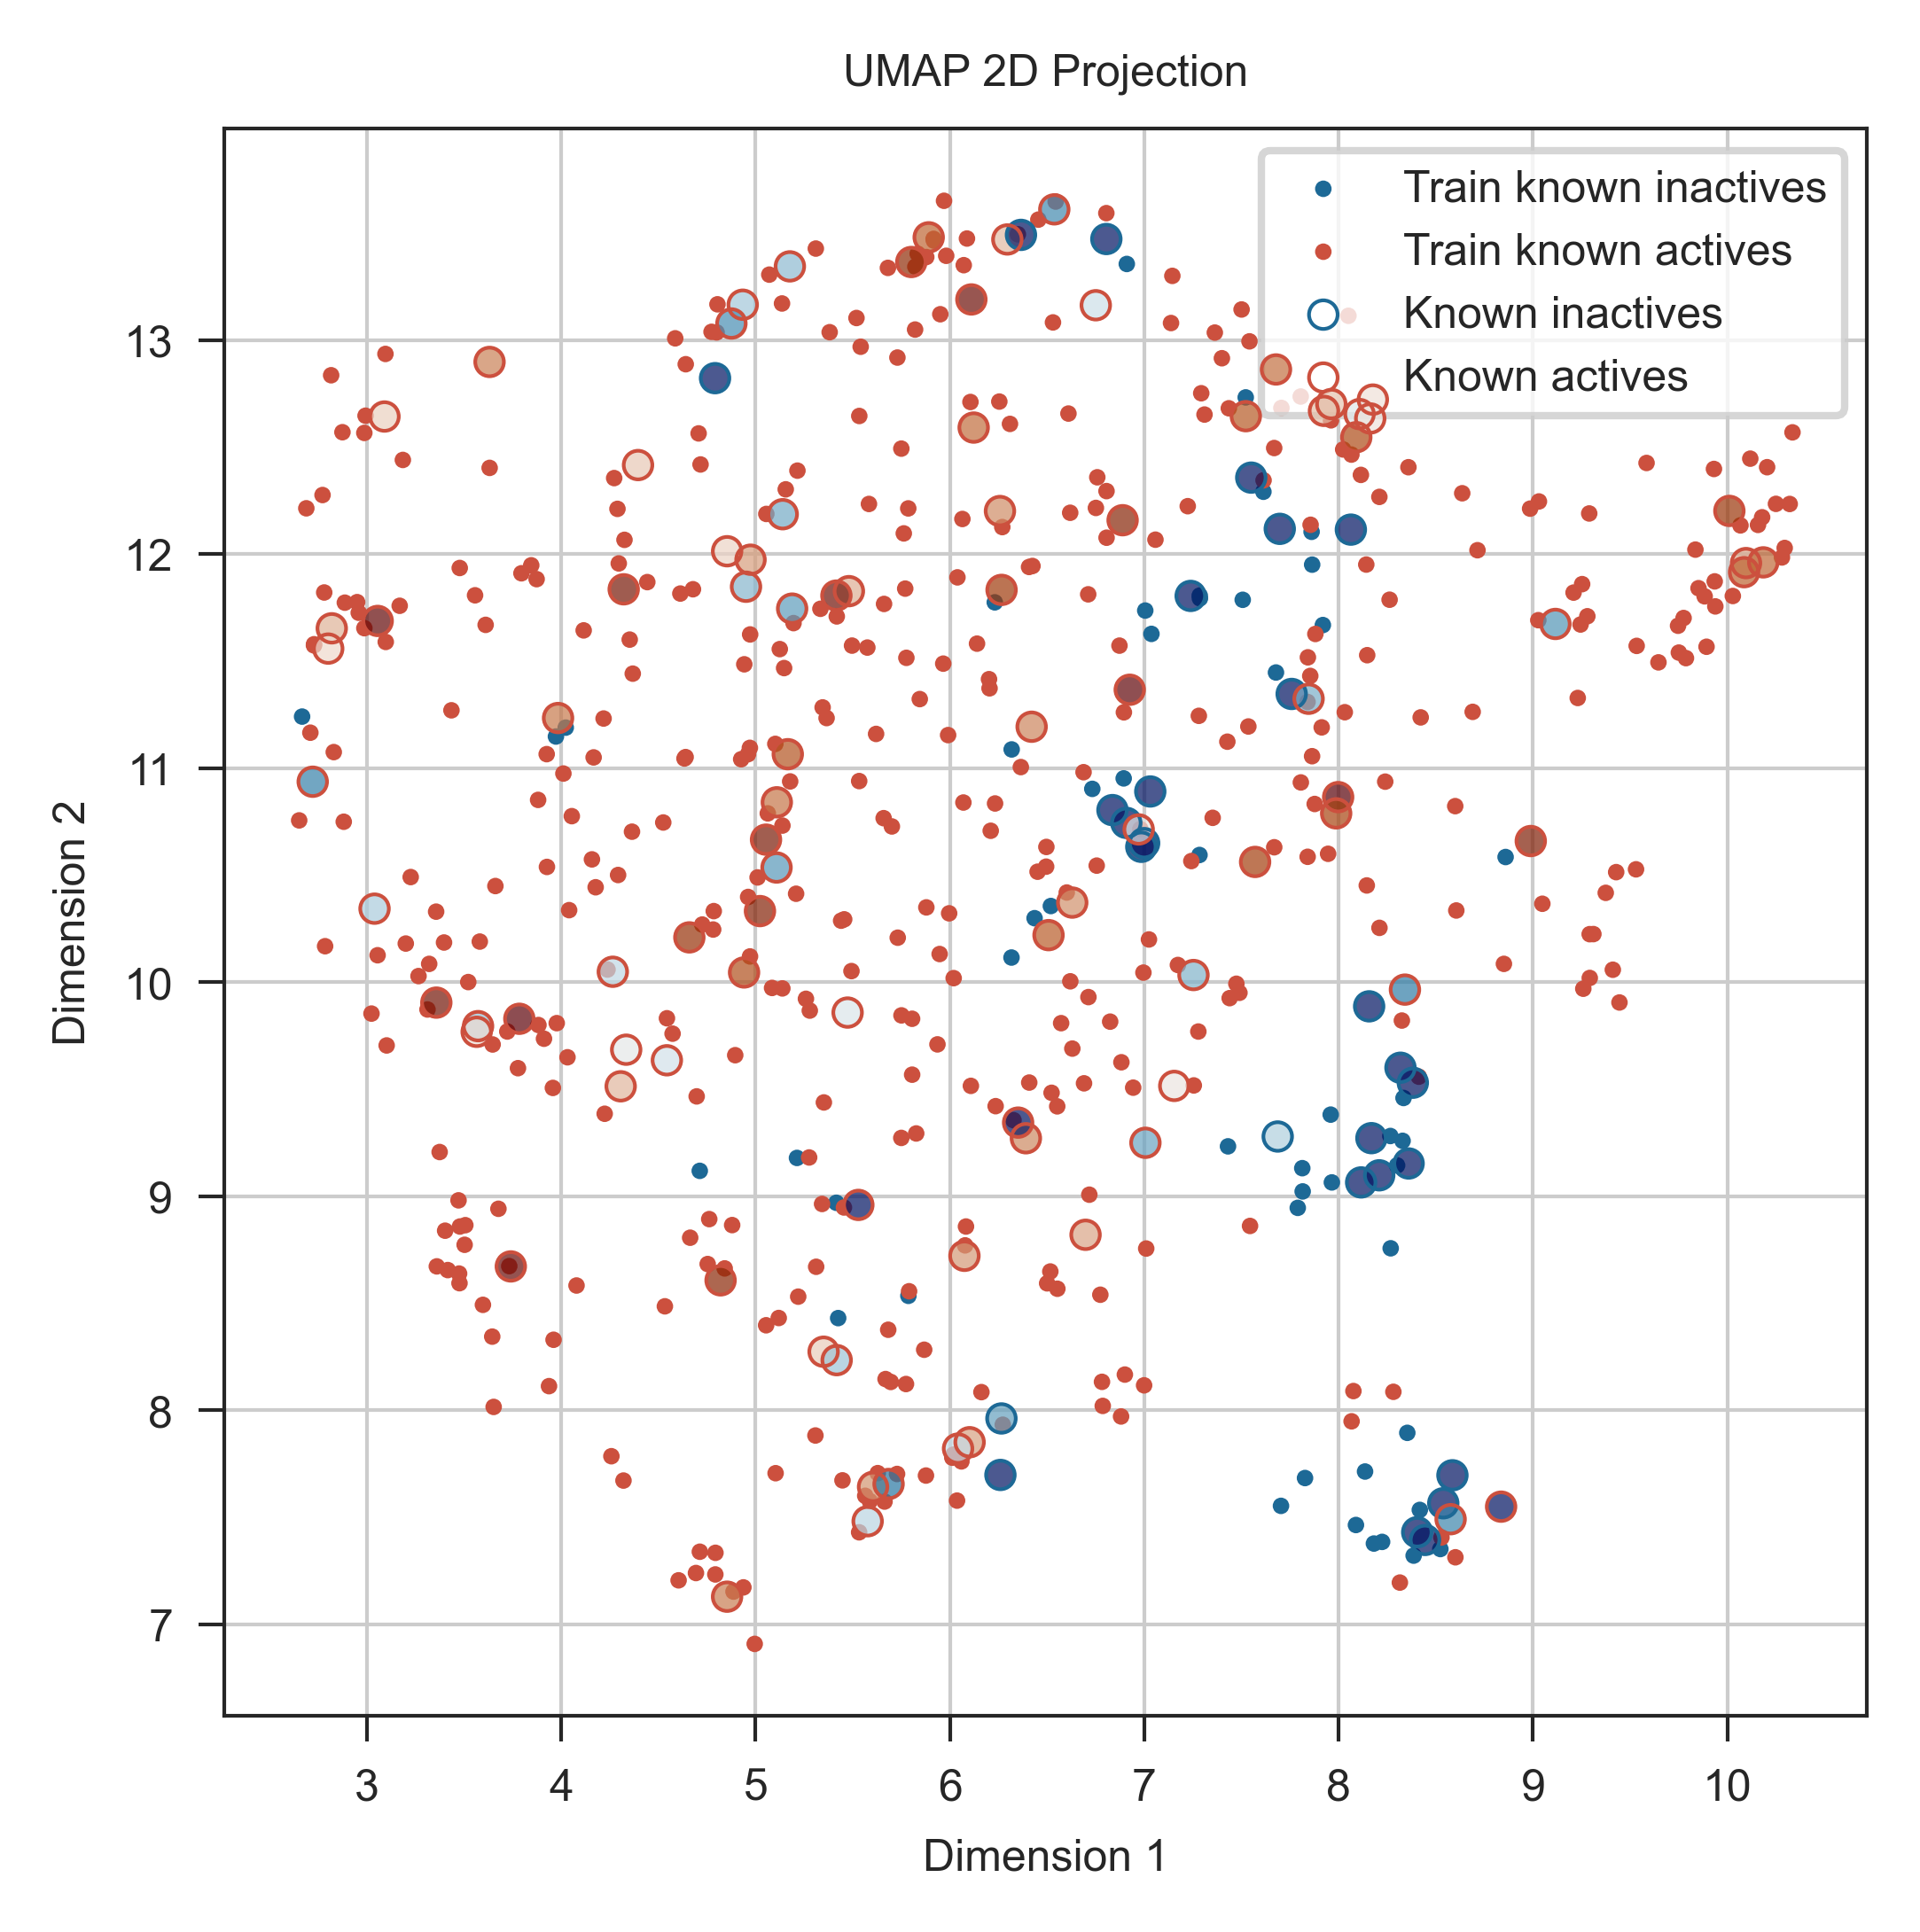 UMAP 2D Projection
Train known inactives
Train known actives
Known inactives
Known actives
13
12
11
10
9
8
7
Dimension 2
3 4 5 6 7 8 9 10
Dimension 1